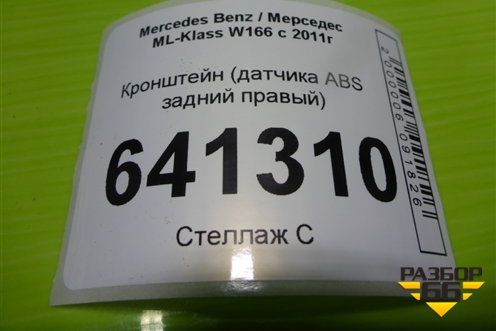 Mercedes Benz / Мерседес
ML-Klass W166 с 2011г
Кронштейн (датчика ABS
задний правый)
641310
Стеллаж С
2000006091826
РАЗБОР
66